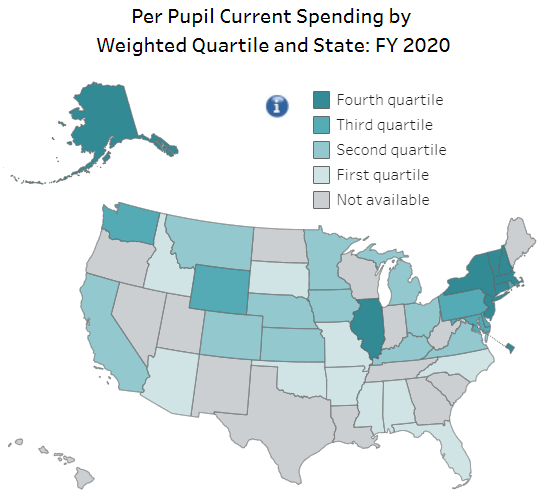 Per Pupil Current Spending by
Weighted Quartile and State: FY 2020
i
Fourth quartile
Third quartile
Second quartile
First quartile
Not available